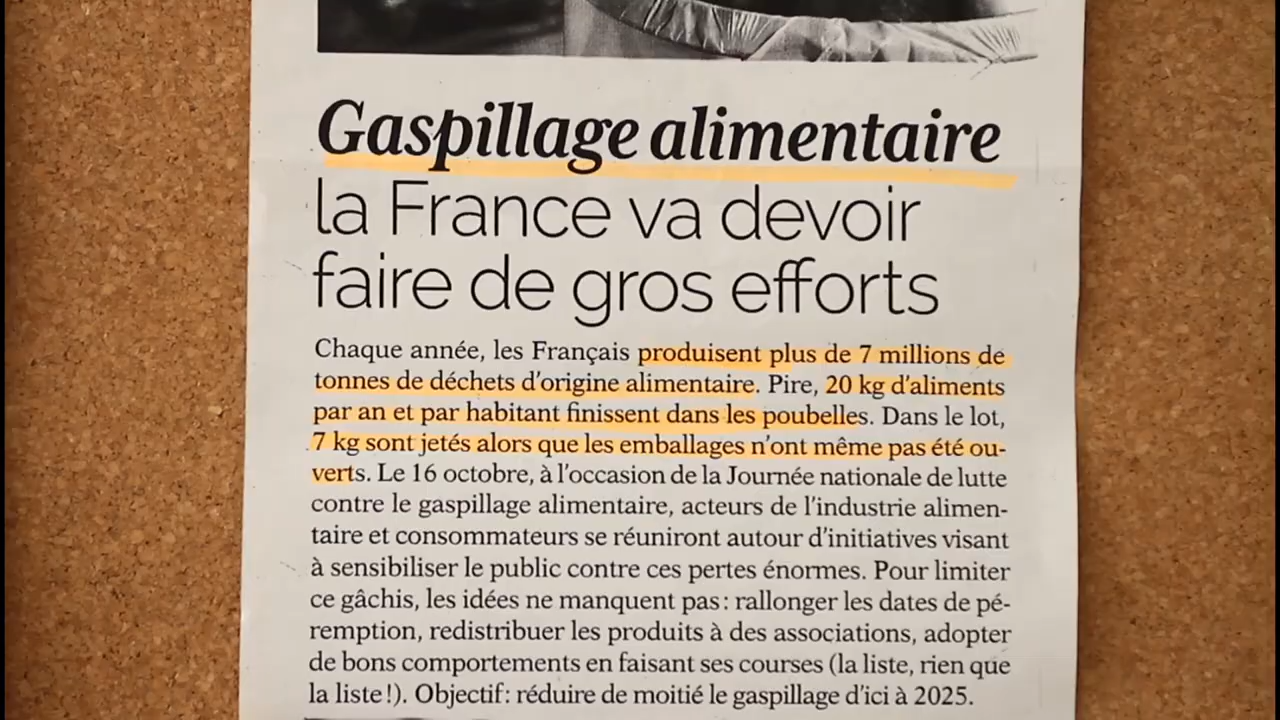 Gaspillage alimentaire
la France va devoir
faire de gros efforts
Chaque année, les Français produisent plus de 7 millions de
tonnes de déchets d'origine alimentaire. Pire, 20 kg d'aliments
par an et par habitant finissent dans les poubelles. Dans le lot,
7 kg sont jetés alors que les emballages n'ont même pas été ou-
verts. Le 16 octobre, à l'occasion de la Journée nationale de lutte
contre le gaspillage alimentaire, acteurs de l'industrie alimen-
taire et consommateurs se réuniront autour d'initiatives visant
à sensibiliser le public contre ces pertes énormes. Pour limiter
ce gâchis, les idées ne manquent pas : rallonger les dates de pé-
remption, redistribuer les produits à des associations, adopter
de bons comportements en faisant ses courses (la liste, rien que
la liste !). Objectif : réduire de moitié le gaspillage d'ici à 2025.